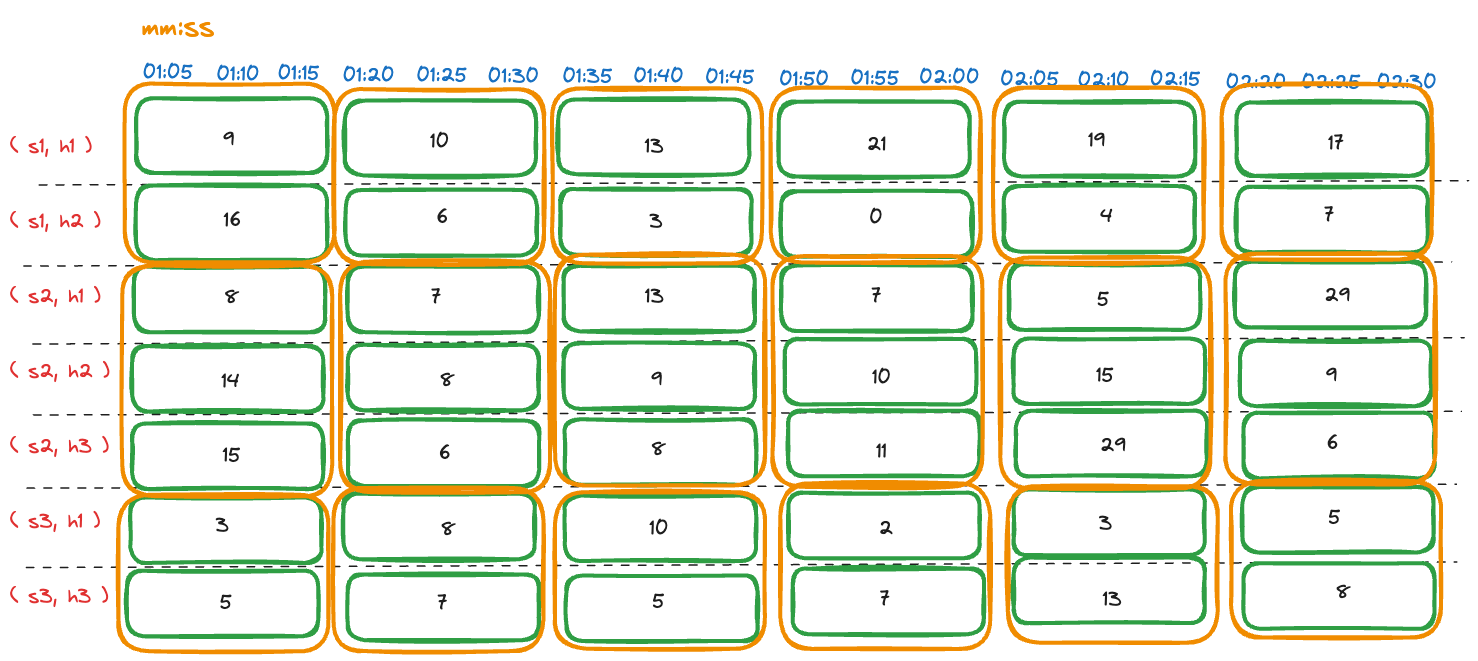 mm:SS
01:05 01:10 01:15 01:20 01:25 01:30 01:35 01:40 01:45 01:50 01:55 02:00 02:05 02:10 02:15 02:20 02:25 02:30
( s1, h1 ) 9 10 13 21 19 17
( s1, h2 ) 16 6 3 0 4 7
( s2, h1 ) 8 7 13 7 5 29
( s2, h2 ) 14 8 9 10 15 9
( s2, h3 ) 15 6 8 11 29 6
( s3, h1 ) 3 8 10 2 3 5
( s3, h3 ) 5 7 5 7 13 8